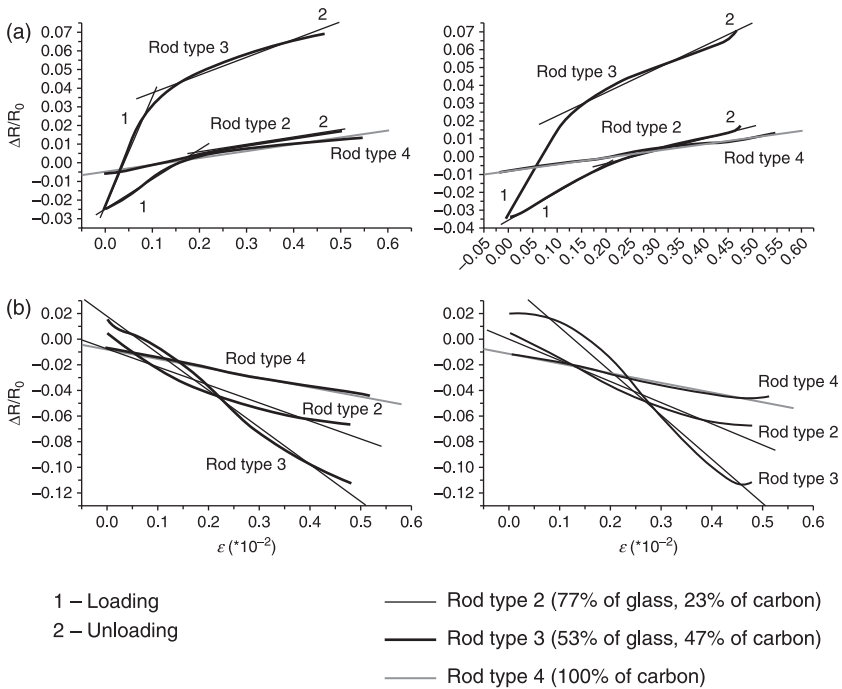 (a)
ΔR/R₀
0.07
0.06
0.05
0.04
0.03
0.02
0.01
0.00
−0.01
−0.02
−0.03
0.0 0.1 0.2 0.3 0.4 0.5 0.6
Rod type 3
2
1
Rod type 2
2
Rod type 4
1
0.07
0.06
0.05
0.04
0.03
0.02
0.01
0.00
−0.01
−0.02
−0.03
−0.04
−0.05 0.00 0.05 0.10 0.15 0.20 0.25 0.30 0.35 0.40 0.45 0.50 0.55 0.60
2
Rod type 3
Rod type 2
2
Rod type 4
1
1
(b)
ΔR/R₀
0.02
0.00
−0.02
−0.04
−0.06
−0.08
−0.10
−0.12
0.0 0.1 0.2 0.3 0.4 0.5 0.6
ε (*10⁻²)
Rod type 4
Rod type 2
Rod type 3
0.02
0.00
−0.02
−0.04
−0.06
−0.08
−0.10
−0.12
0.0 0.1 0.2 0.3 0.4 0.5 0.6
ε (*10⁻²)
Rod type 4
Rod type 2
Rod type 3
1 – Loading
2 – Unloading
Rod type 2 (77% of glass, 23% of carbon)
Rod type 3 (53% of glass, 47% of carbon)
Rod type 4 (100% of carbon)